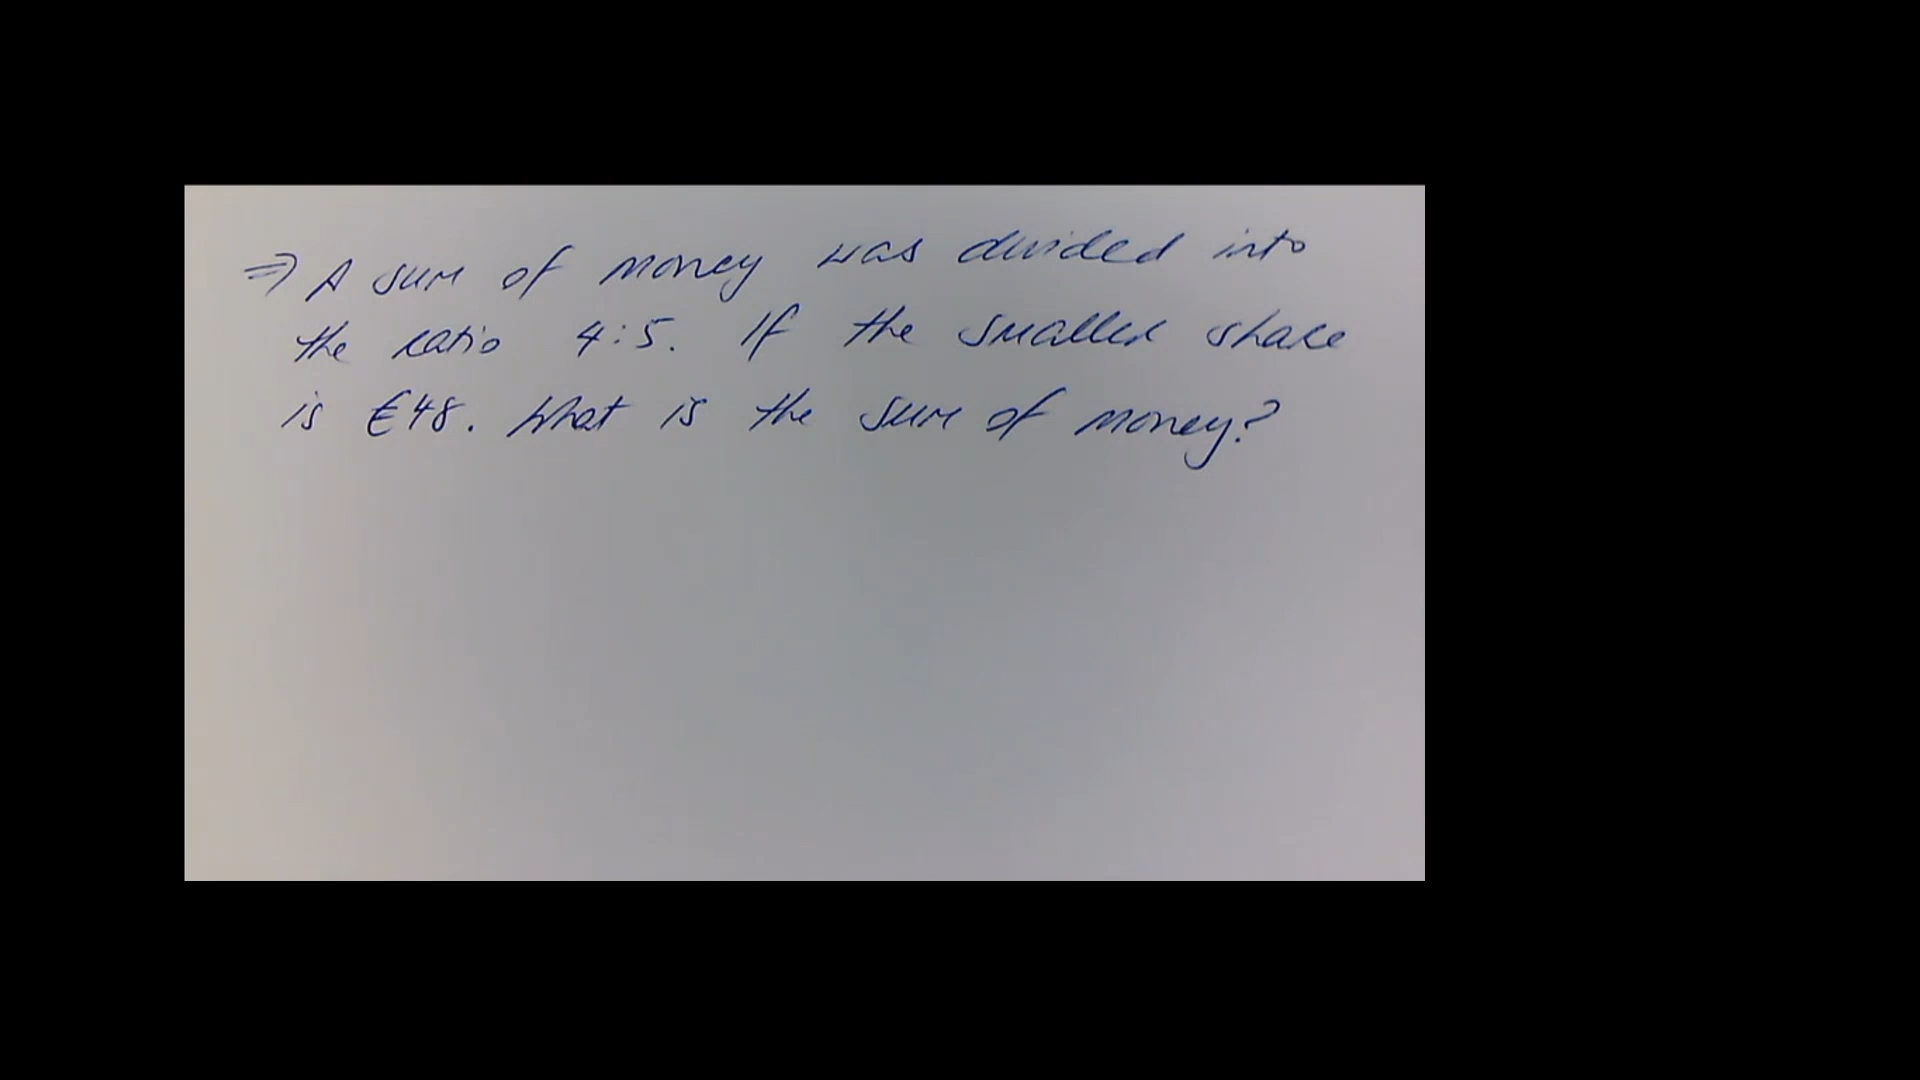 ⇒ A sum of money was divided into
the ratio 4:5. If the smaller share
is €48. What is the sum of money?